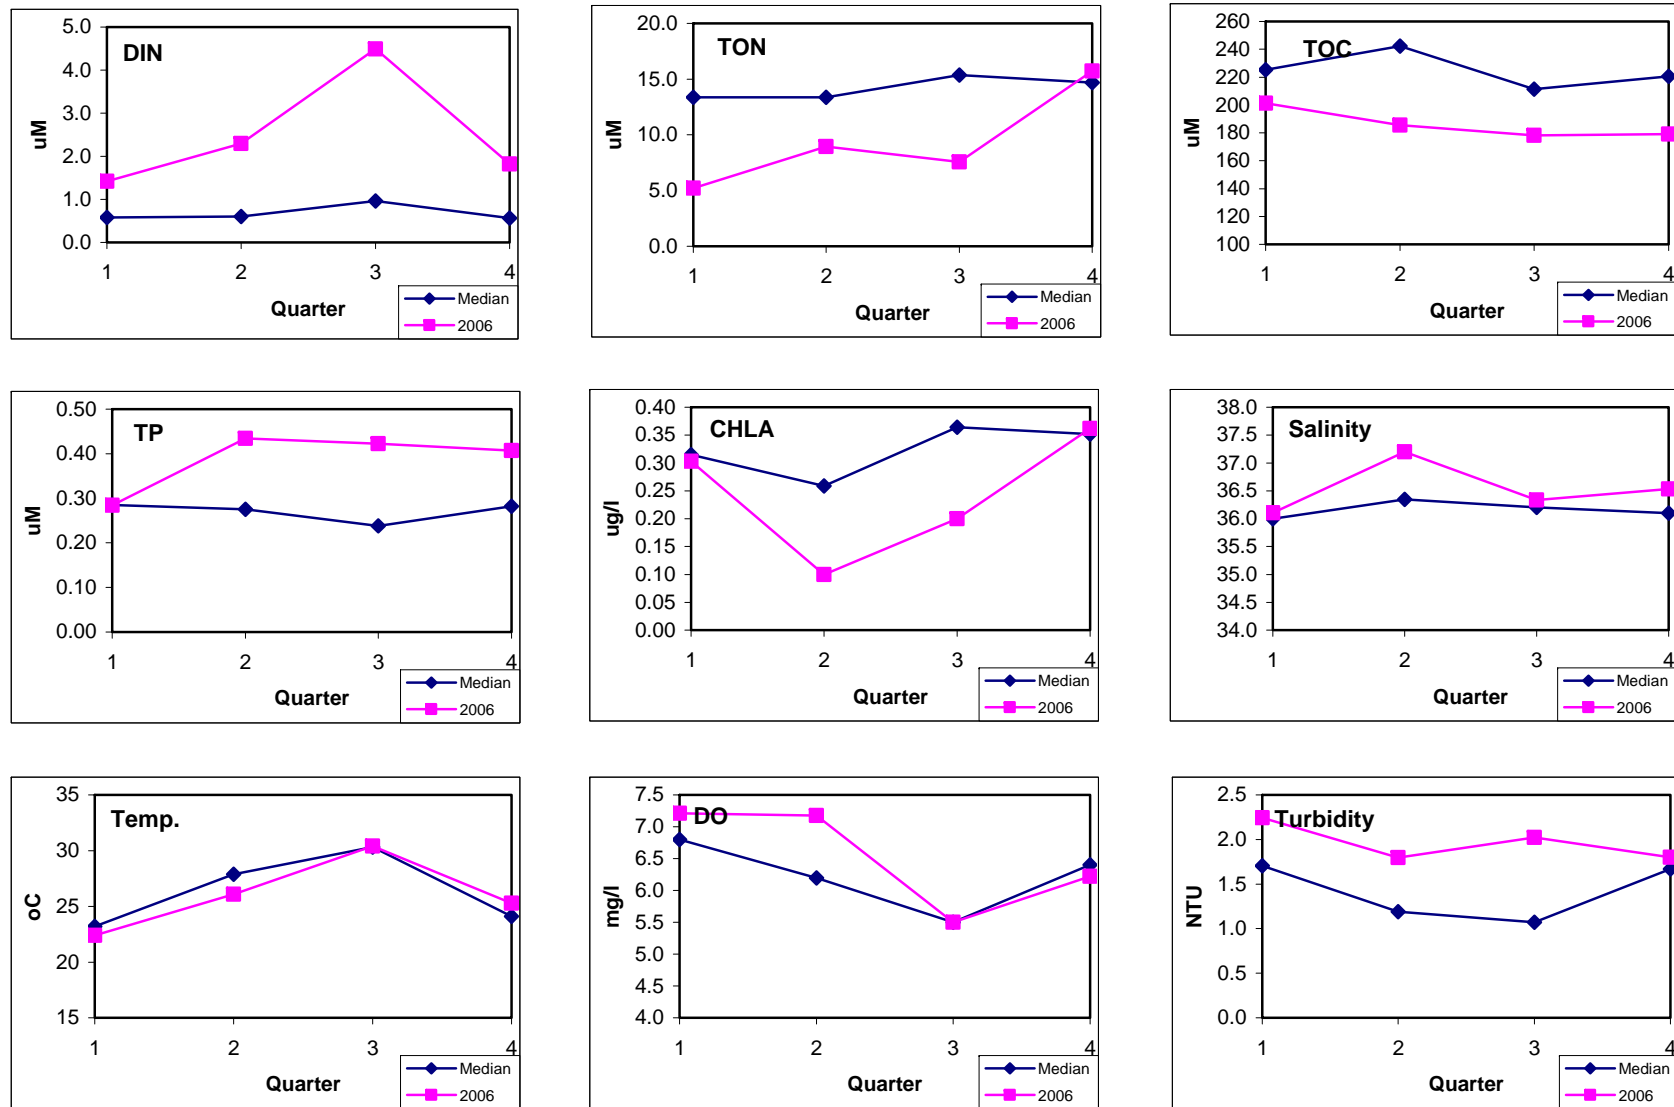 DIN
5.0
4.0
3.0
2.0
1.0
0.0
uM
1 2 3 4
Quarter
Median
2006
TON
20.0
15.0
10.0
5.0
0.0
uM
1 2 3 4
Quarter
Median
2006
TOC
260
240
220
200
180
160
140
120
100
uM
1 2 3 4
Quarter
Median
2006
TP
0.50
0.40
0.30
0.20
0.10
0.00
uM
1 2 3 4
Quarter
Median
2006
CHLA
0.40
0.35
0.30
0.25
0.20
0.15
0.10
0.05
0.00
ug/l
1 2 3 4
Quarter
Median
2006
Salinity
38.0
37.5
37.0
36.5
36.0
35.5
35.0
34.5
34.0
1 2 3 4
Quarter
Median
2006
Temp.
35
30
25
20
15
oC
1 2 3 4
Quarter
Median
2006
DO
7.5
7.0
6.5
6.0
5.5
5.0
4.5
4.0
mg/l
1 2 3 4
Quarter
Median
2006
Turbidity
2.5
2.0
1.5
1.0
0.5
0.0
NTU
1 2 3 4
Quarter
Median
2006